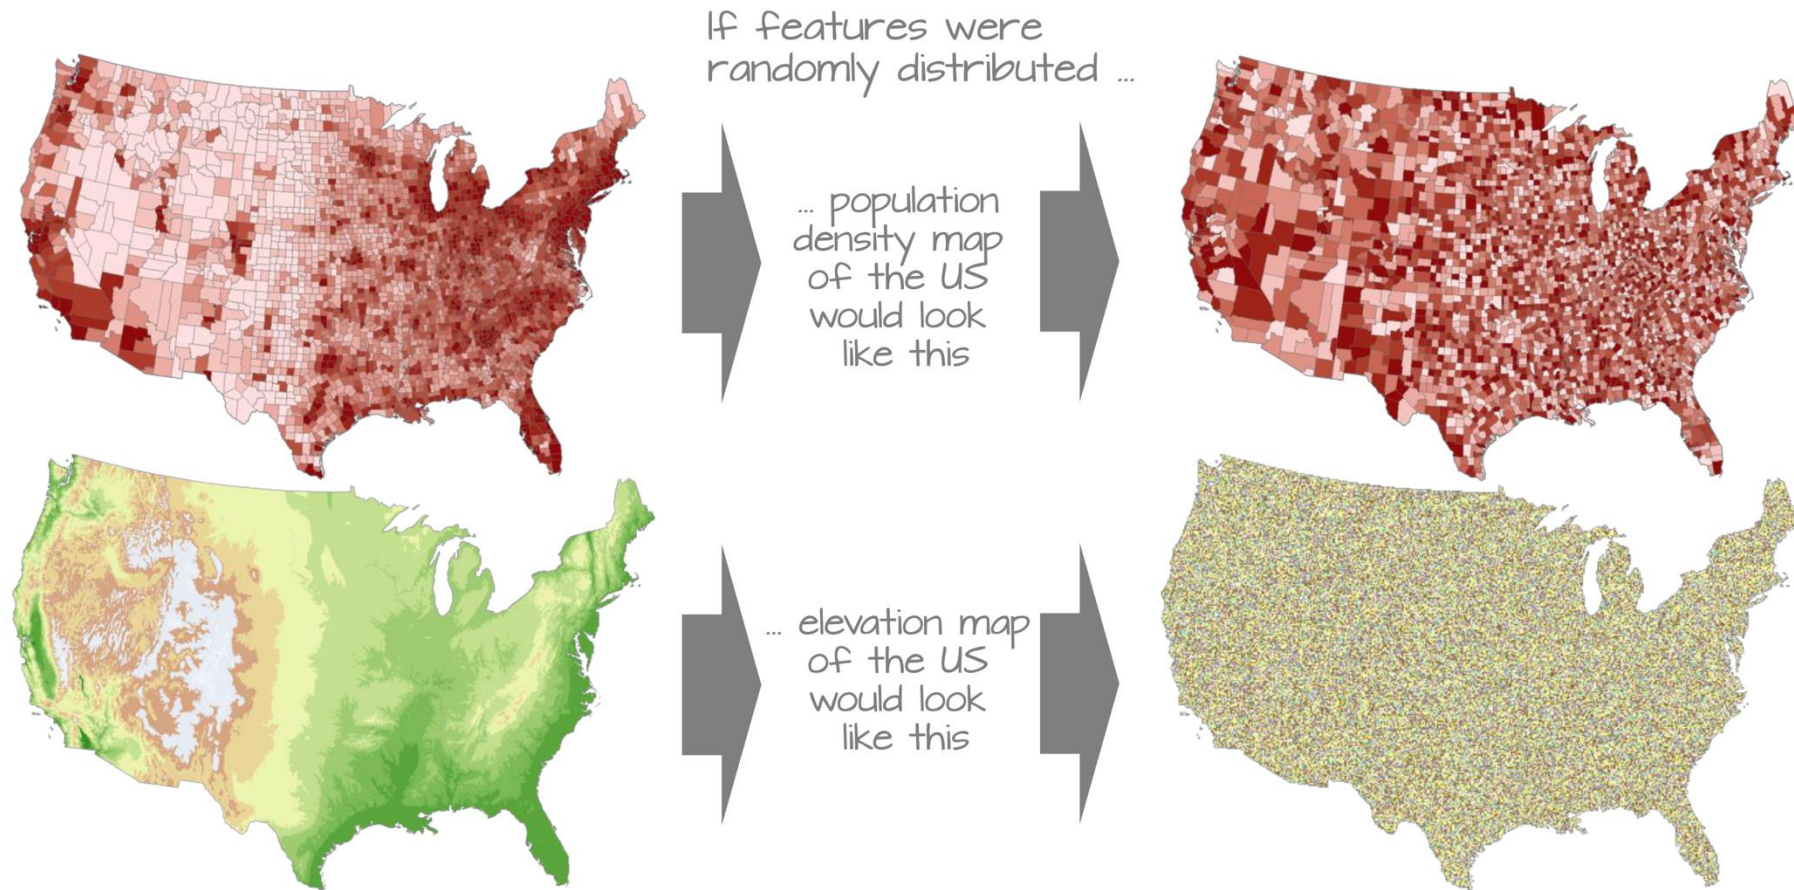 If features were
randomly distributed ...
... population
density map
of the US
would look
like this
... elevation map
of the US
would look
like this